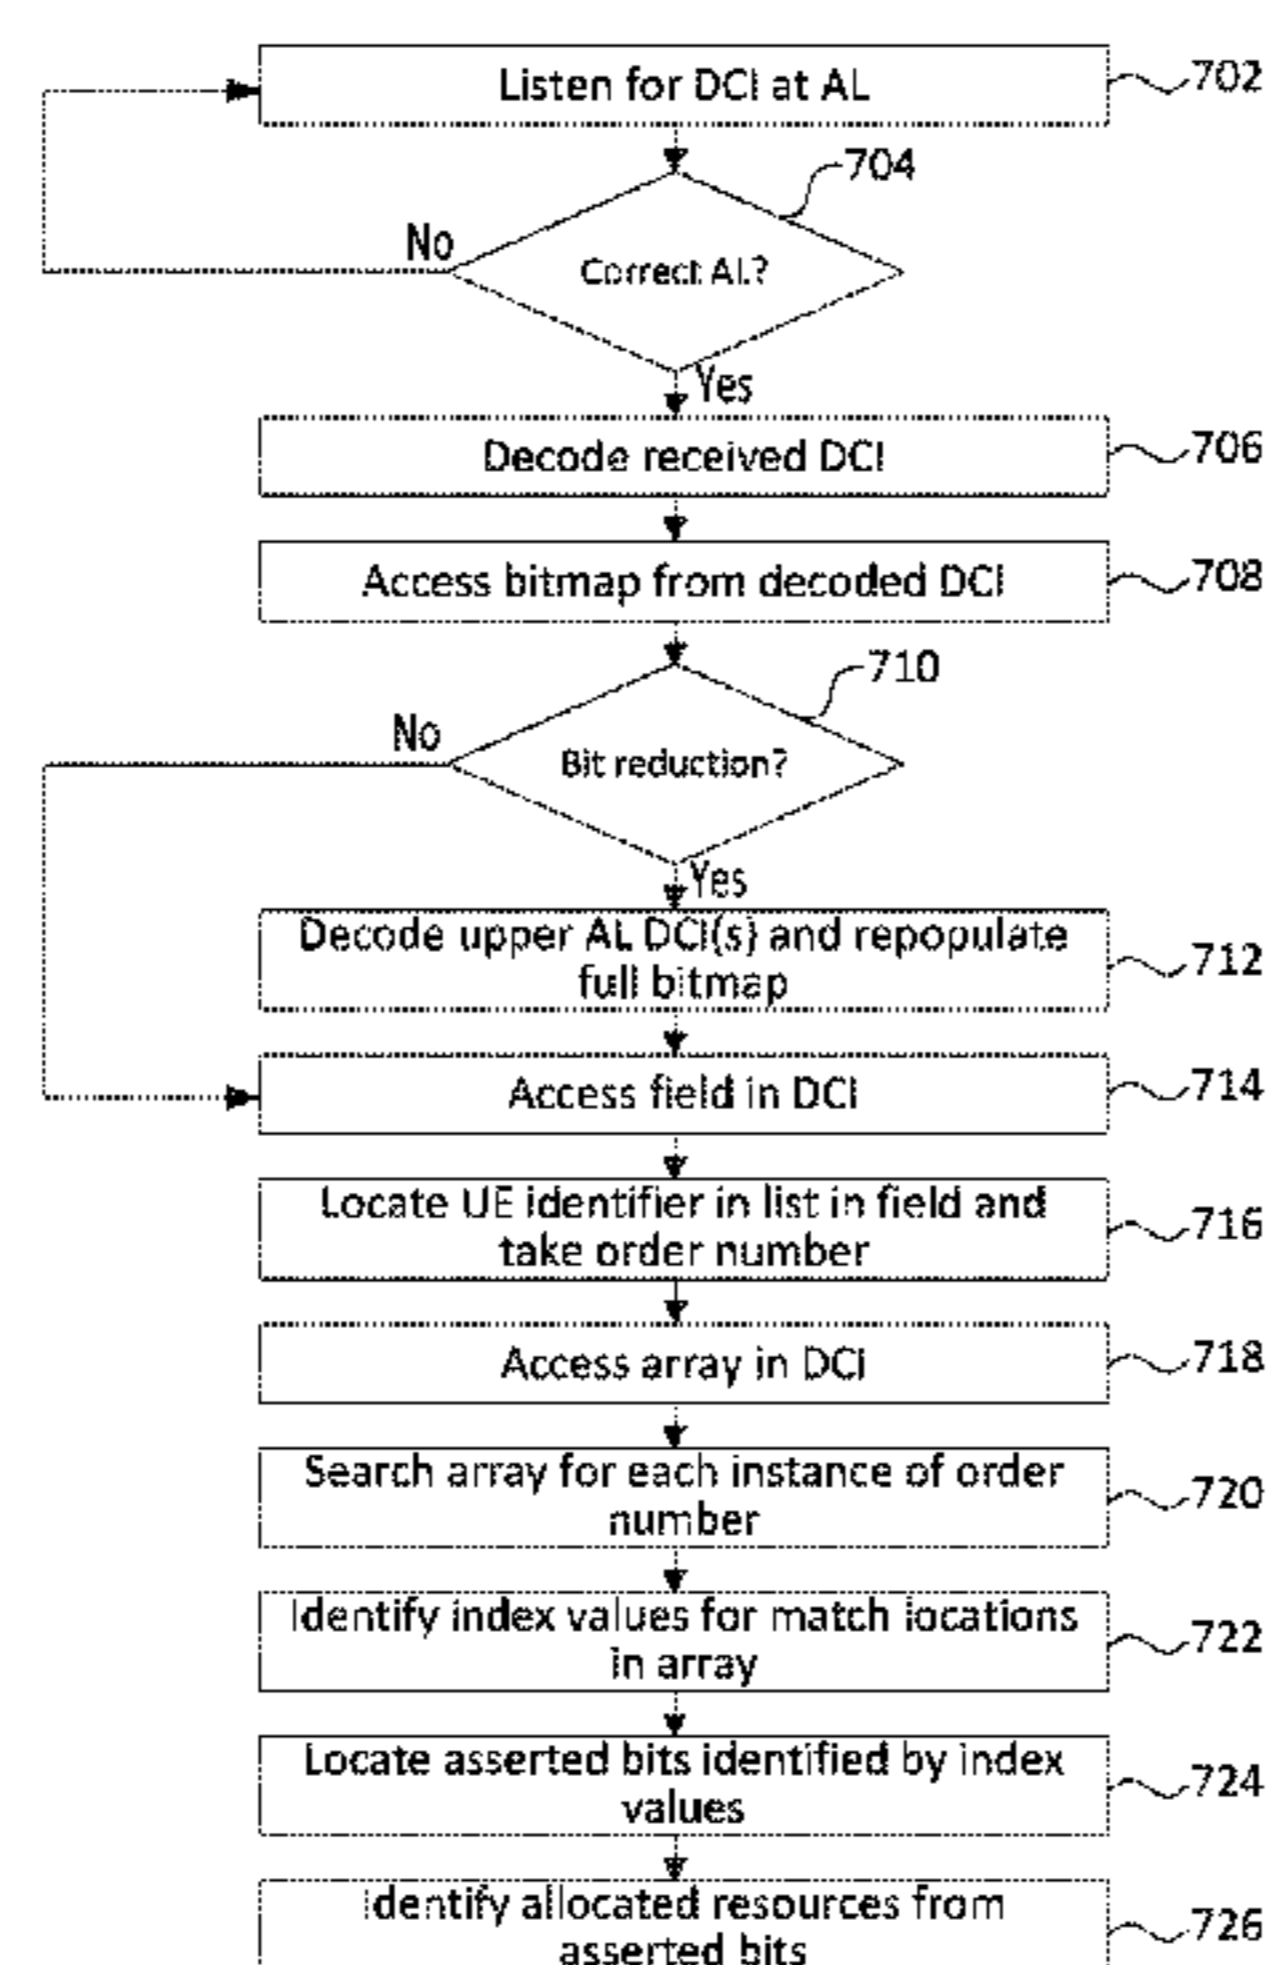 Listen for DCI at AL
702
704
No
Correct AL?
Yes
Decode received DCI
706
Access bitmap from decoded DCI
708
710
No
Bit reduction?
Yes
Decode upper AL DCI(s) and repopulate
full bitmap
712
Access field in DCI
714
Locate UE identifier in list in field and
take order number
716
Access array in DCI
718
Search array for each instance of order
number
720
Identify index values for match locations
in array
722
Locate asserted bits identified by index
values
724
Identify allocated resources from
asserted bits
726